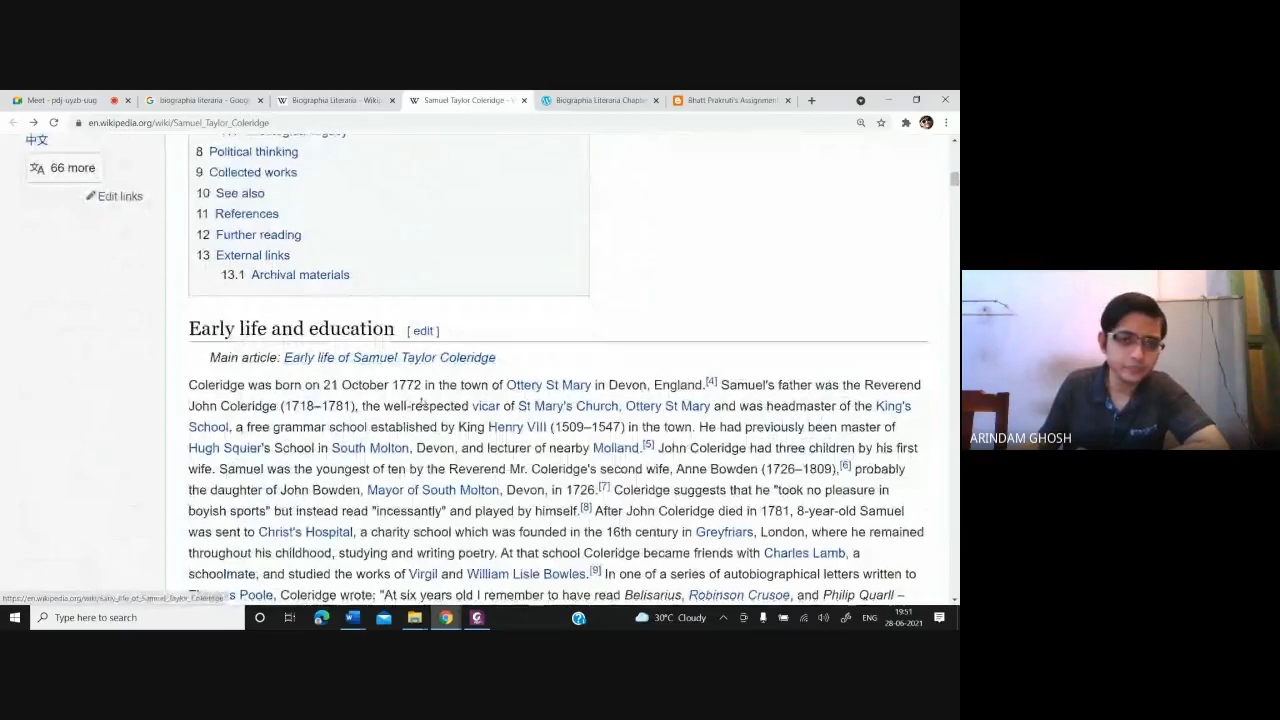 Meet - pdj-uyzb-uug
biographia literaria - Goog
Biographia Literaria - Wiki
Samuel Taylor Coleridge - W
Biographia Literaria Chapte
Bhatt Prakruti's Assignment
en.wikipedia.org/wiki/Samuel_Taylor_Coleridge
中文
66 more
Edit links
8 Political thinking
9 Collected works
10 See also
11 References
12 Further reading
13 External links
13.1 Archival materials
Early life and education [ edit ]
Main article: Early life of Samuel Taylor Coleridge
Coleridge was born on 21 October 1772 in the town of Ottery St Mary in Devon, England.[4] Samuel's father was the Reverend
John Coleridge (1718–1781), the well-respected vicar of St Mary's Church, Ottery St Mary and was headmaster of the King's
School, a free grammar school established by King Henry VIII (1509–1547) in the town. He had previously been master of
Hugh Squier's School in South Molton, Devon, and lecturer of nearby Molland.[5] John Coleridge had three children by his first
wife. Samuel was the youngest of ten by the Reverend Mr. Coleridge's second wife, Anne Bowden (1726–1809),[6] probably
the daughter of John Bowden, Mayor of South Molton, Devon, in 1726.[7] Coleridge suggests that he "took no pleasure in
boyish sports" but instead read "incessantly" and played by himself.[8] After John Coleridge died in 1781, 8-year-old Samuel
was sent to Christ's Hospital, a charity school which was founded in the 16th century in Greyfriars, London, where he remained
throughout his childhood, studying and writing poetry. At that school Coleridge became friends with Charles Lamb, a
schoolmate, and studied the works of Virgil and William Lisle Bowles.[9] In one of a series of autobiographical letters written to
Poole, Coleridge wrote: "At six years old I remember to have read Belisarius, Robinson Crusoe, and Philip Quarll –
https://en.wikipedia.org/wiki/Early_life_of_Samuel_Taylor_Coleridge
Type here to search
30°C Cloudy
ENG
19:51
28-06-2021
ARINDAM GHOSH